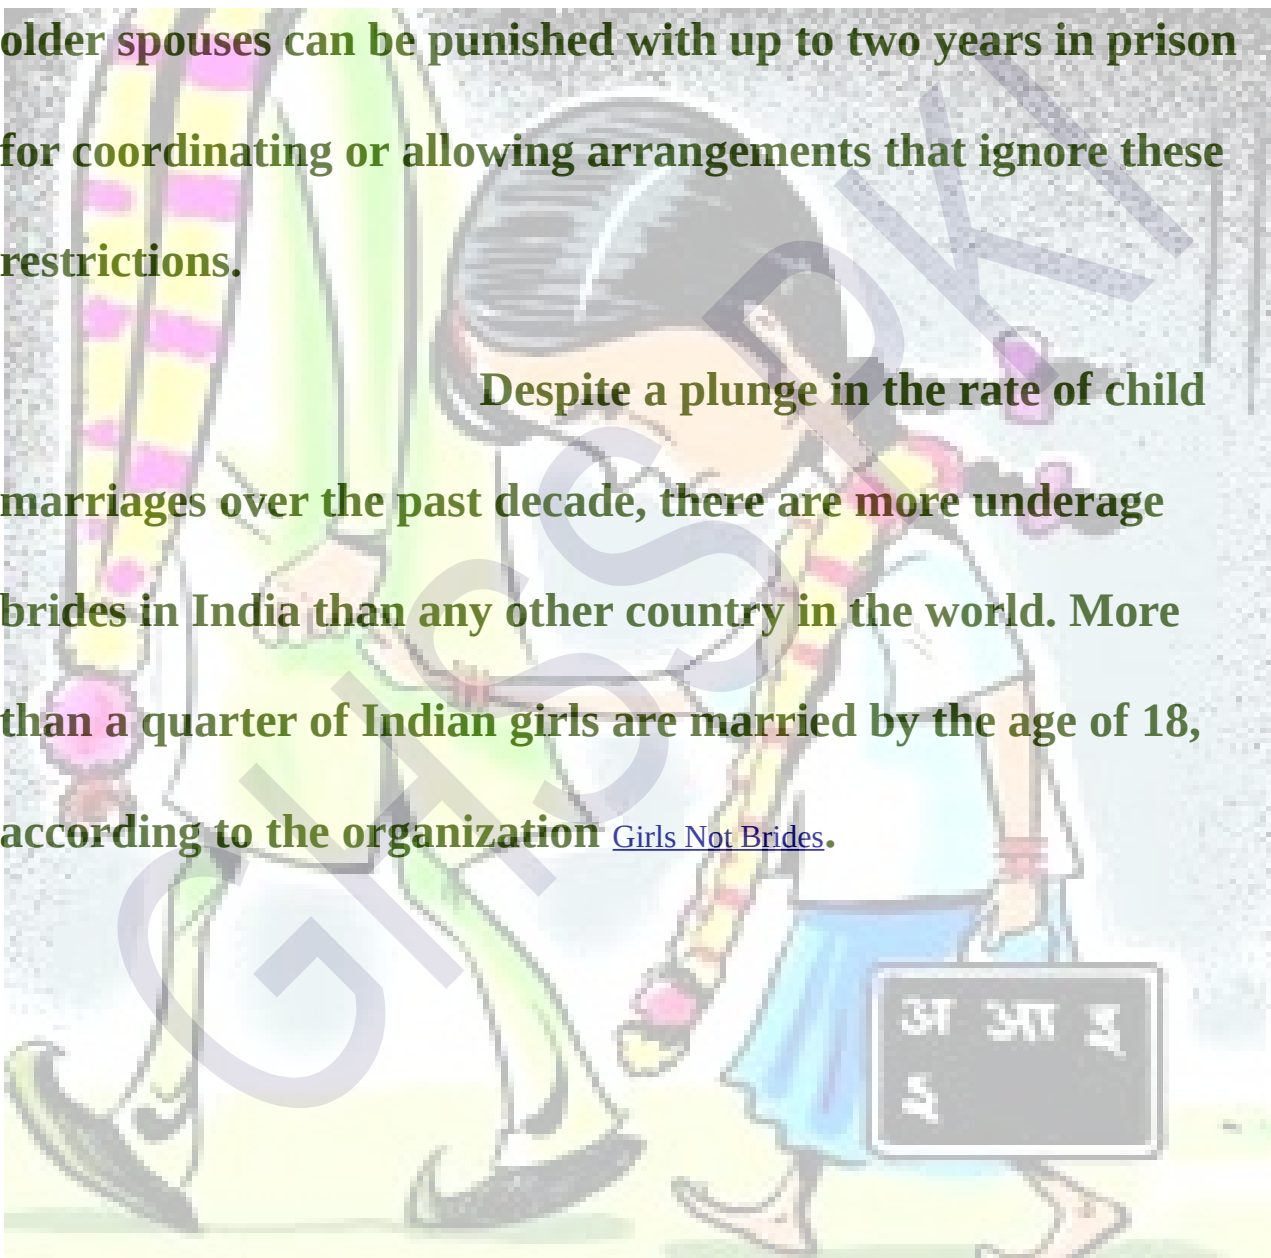 older spouses can be punished with up to two years in prison
for coordinating or allowing arrangements that ignore these
restrictions.
Despite a plunge in the rate of child
marriages over the past decade, there are more underage
brides in India than any other country in the world. More
than a quarter of Indian girls are married by the age of 18,
according to the organization Girls Not Brides.
GHSS PKI
अ आ इ